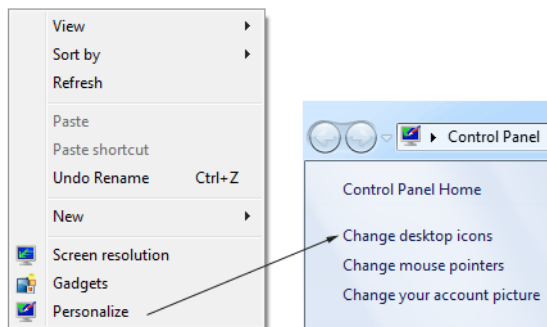 View
Sort by
Refresh
Paste
Paste shortcut
Undo Rename Ctrl+Z
New
Screen resolution
Gadgets
Personalize
Control Panel
Control Panel Home
Change desktop icons
Change mouse pointers
Change your account picture